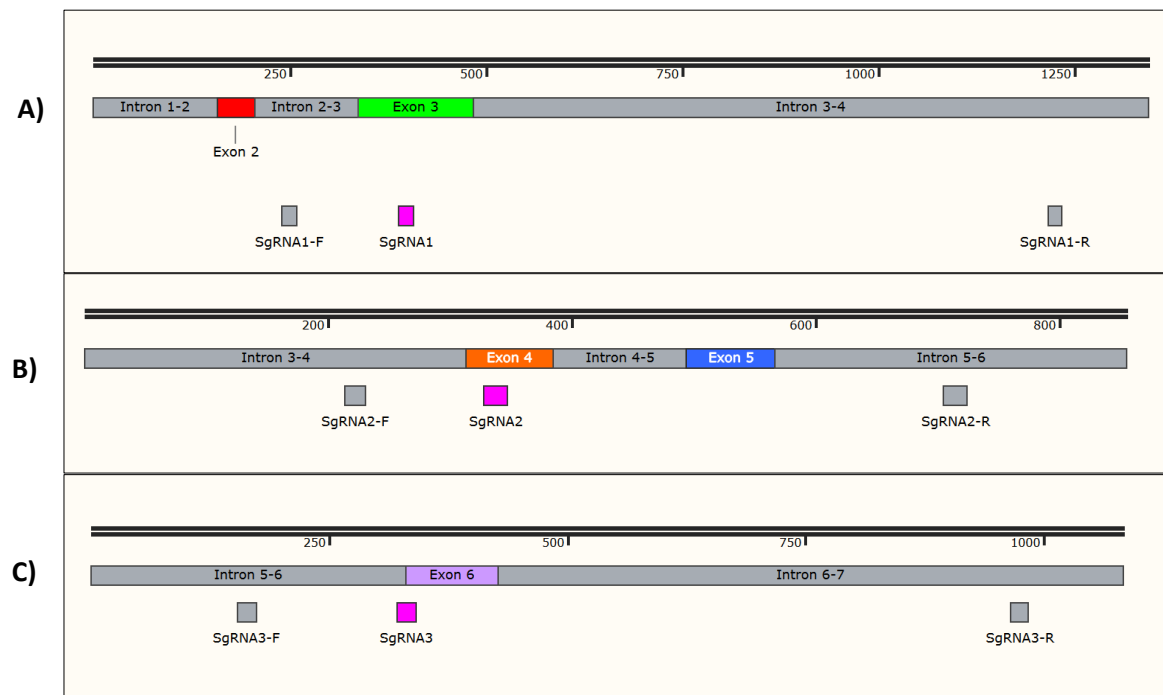 A)
250 500 750 1000 1250
Intron 1-2 Intron 2-3 Exon 3 Intron 3-4
Exon 2
SgRNA1-F SgRNA1 SgRNA1-R
B)
200 400 600 800
Intron 3-4 Exon 4 Intron 4-5 Exon 5 Intron 5-6
SgRNA2-F SgRNA2 SgRNA2-R
C)
250 500 750 1000
Intron 5-6 Exon 6 Intron 6-7
SgRNA3-F SgRNA3 SgRNA3-R